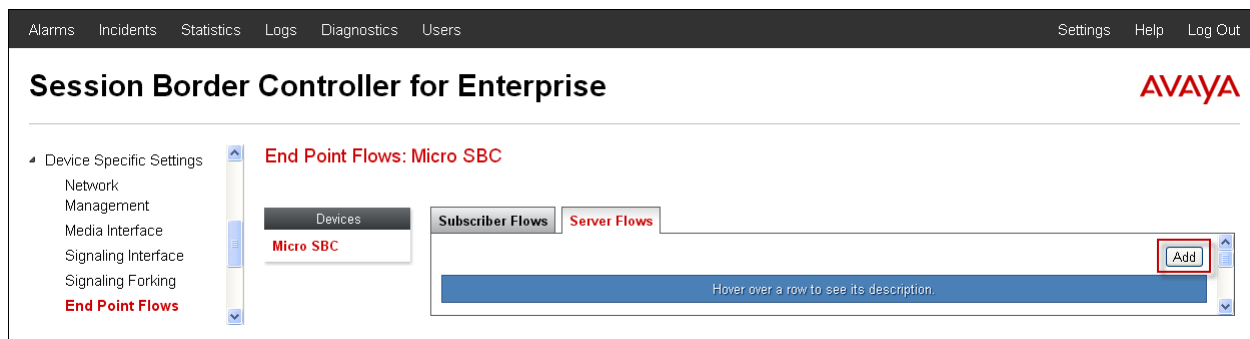 Alarms Incidents Statistics Logs Diagnostics Users Settings Help Log Out
Session Border Controller for Enterprise
AVAYA
Device Specific Settings
Network
Management
Media Interface
Signaling Interface
Signaling Forking
End Point Flows
End Point Flows: Micro SBC
Devices
Micro SBC
Subscriber Flows Server Flows
Add
Hover over a row to see its description.